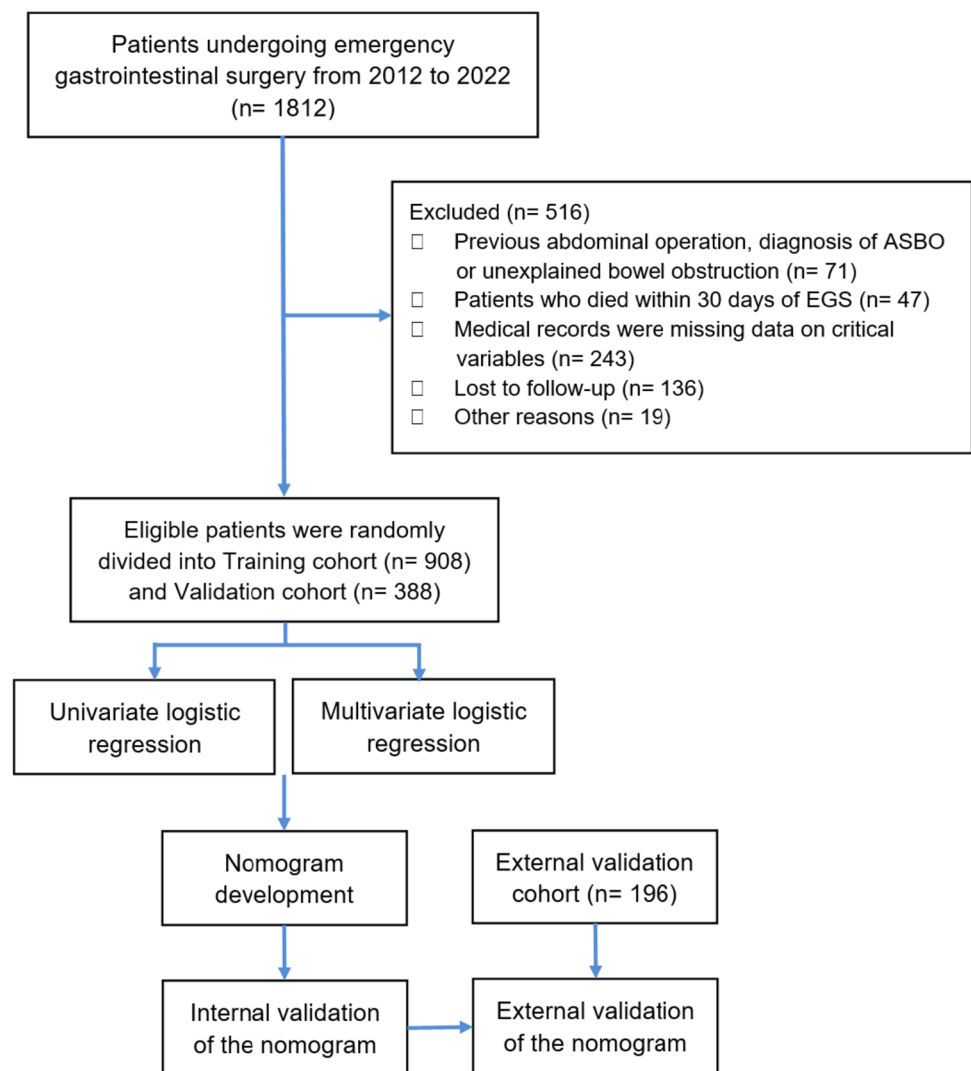 Patients undergoing emergency
gastrointestinal surgery from 2012 to 2022
(n= 1812)
Excluded (n= 516)
Previous abdominal operation, diagnosis of ASBO
or unexplained bowel obstruction (n= 71)
Patients who died within 30 days of EGS (n= 47)
Medical records were missing data on critical
variables (n= 243)
Lost to follow-up (n= 136)
Other reasons (n= 19)
Eligible patients were randomly
divided into Training cohort (n= 908)
and Validation cohort (n= 388)
Univariate logistic
regression
Multivariate logistic
regression
Nomogram
development
External validation
cohort (n= 196)
Internal validation
of the nomogram
External validation
of the nomogram